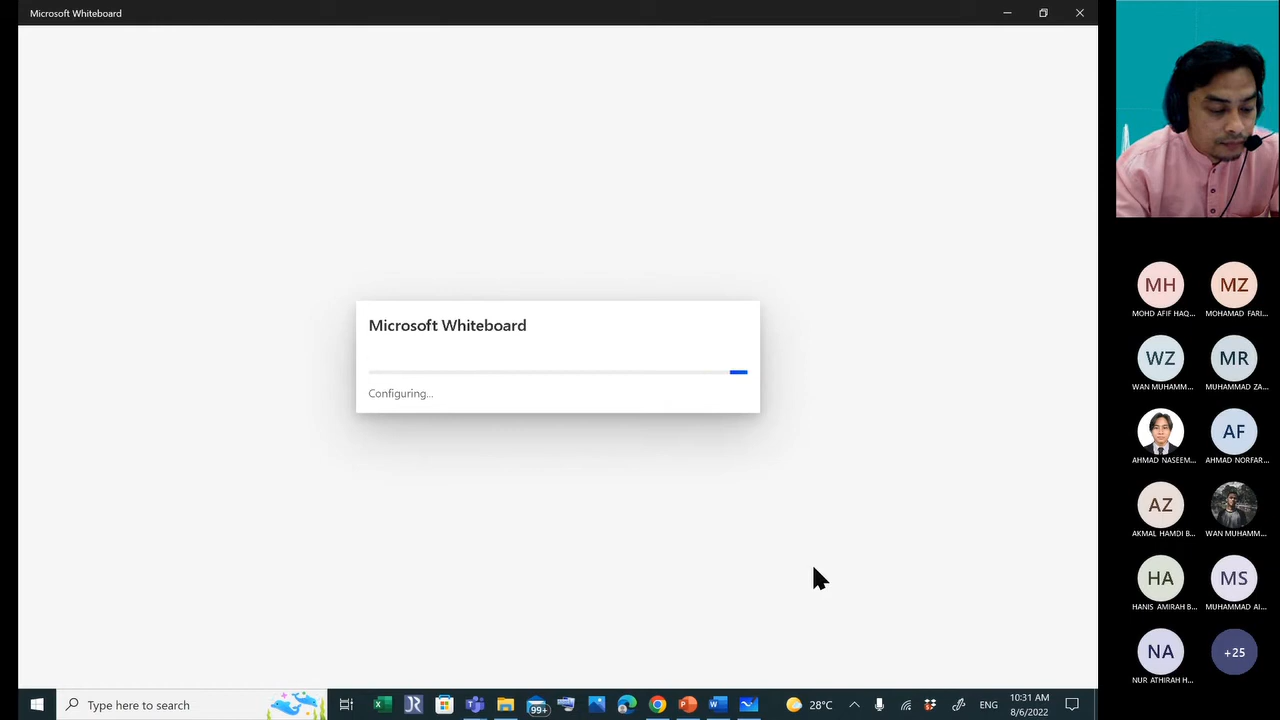 Microsoft Whiteboard
Microsoft Whiteboard
Configuring...
MH
MZ
MOHD AFIF HAQ...
MOHAMAD FARI...
WZ
MR
WAN MUHAMM...
MUHAMMAD ZA...
AF
AHMAD NASEEM...
AHMAD NORFAR...
AZ
AKMAL HAMDI B...
WAN MUHAMM...
HA
MS
HANIS AMIRAH B...
MUHAMMAD AI...
NA
+25
NUR ATHIRAH H...
Type here to search
99+
28°C
ENG
10:31 AM
8/6/2022